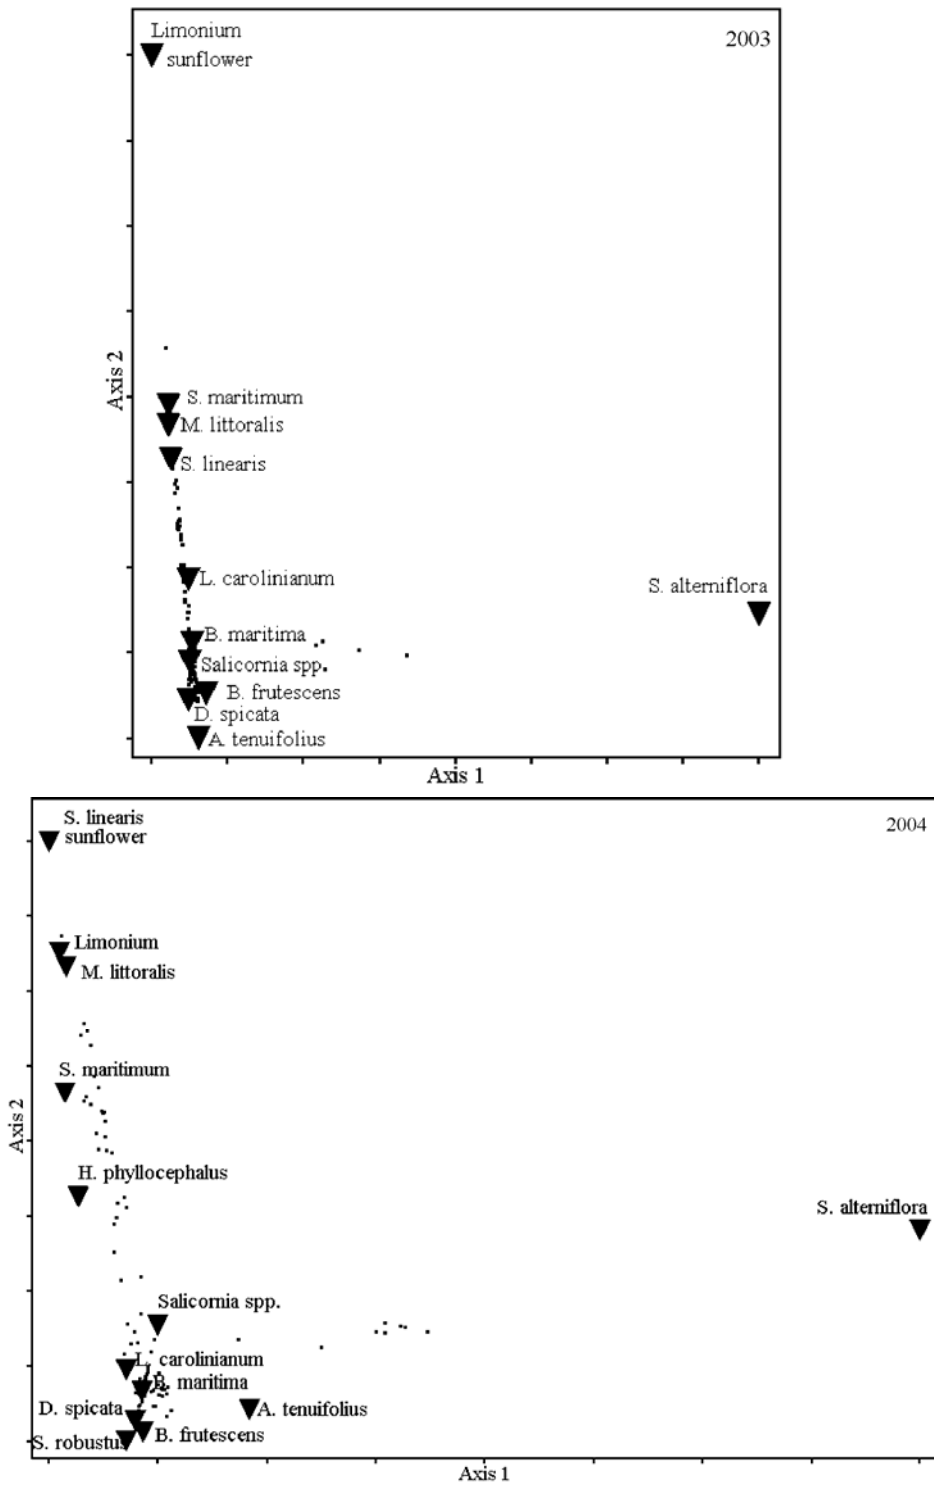 Limonium
sunflower
2003
S. maritimum
M. littoralis
S. linearis
L. carolinianum
S. alterniflora
B. maritima
Salicornia spp.
B. frutescens
D. spicata
A. tenuifolius
Axis 2
Axis 1
S. linearis
sunflower
2004
Limonium
M. littoralis
S. maritimum
H. phyllocephalus
S. alterniflora
Salicornia spp.
L. carolinianum
B. maritima
D. spicata
A. tenuifolius
B. frutescens
S. robustus
Axis 2
Axis 1